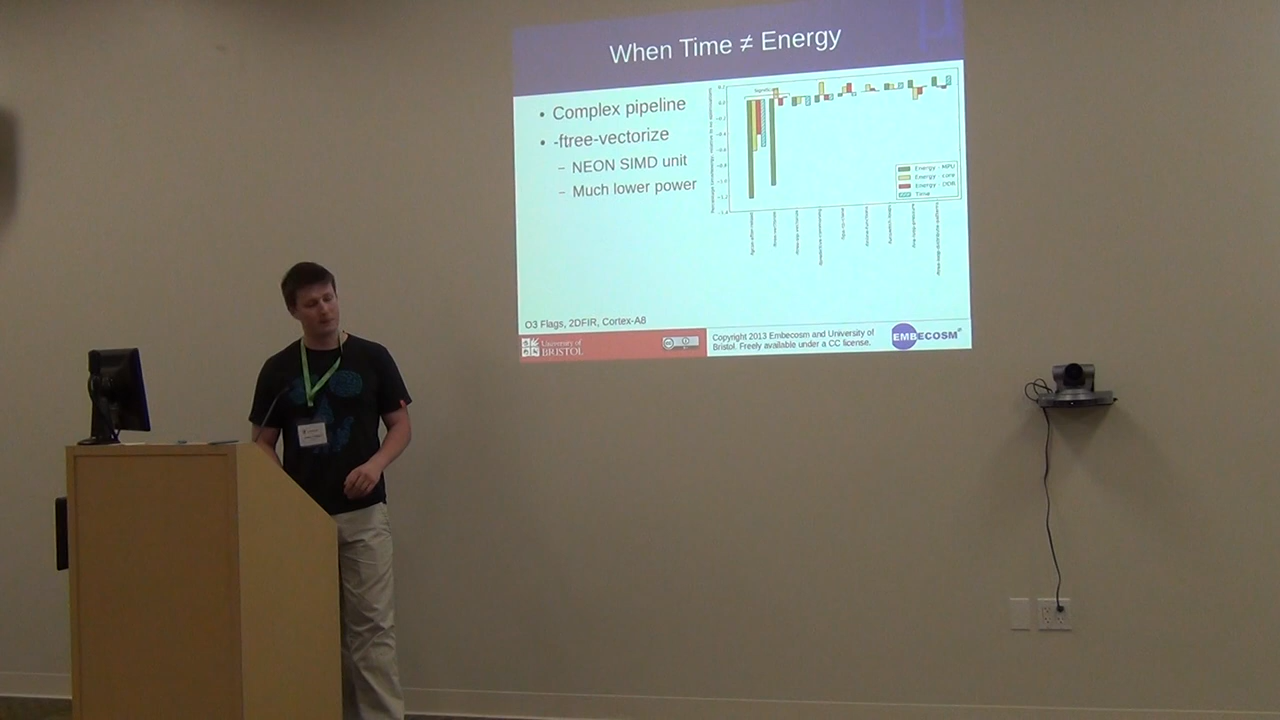 When Time ≠ Energy
• Complex pipeline
• -ftree-vectorize
– NEON SIMD unit
– Much lower power
Energy - MPU
Energy - core
Energy - DDR
Time
O3 Flags, 2DFIR, Cortex-A8
University of
BRISTOL
Copyright 2013 Embecosm and University of
Bristol. Freely available under a CC license.
EMBECOSM